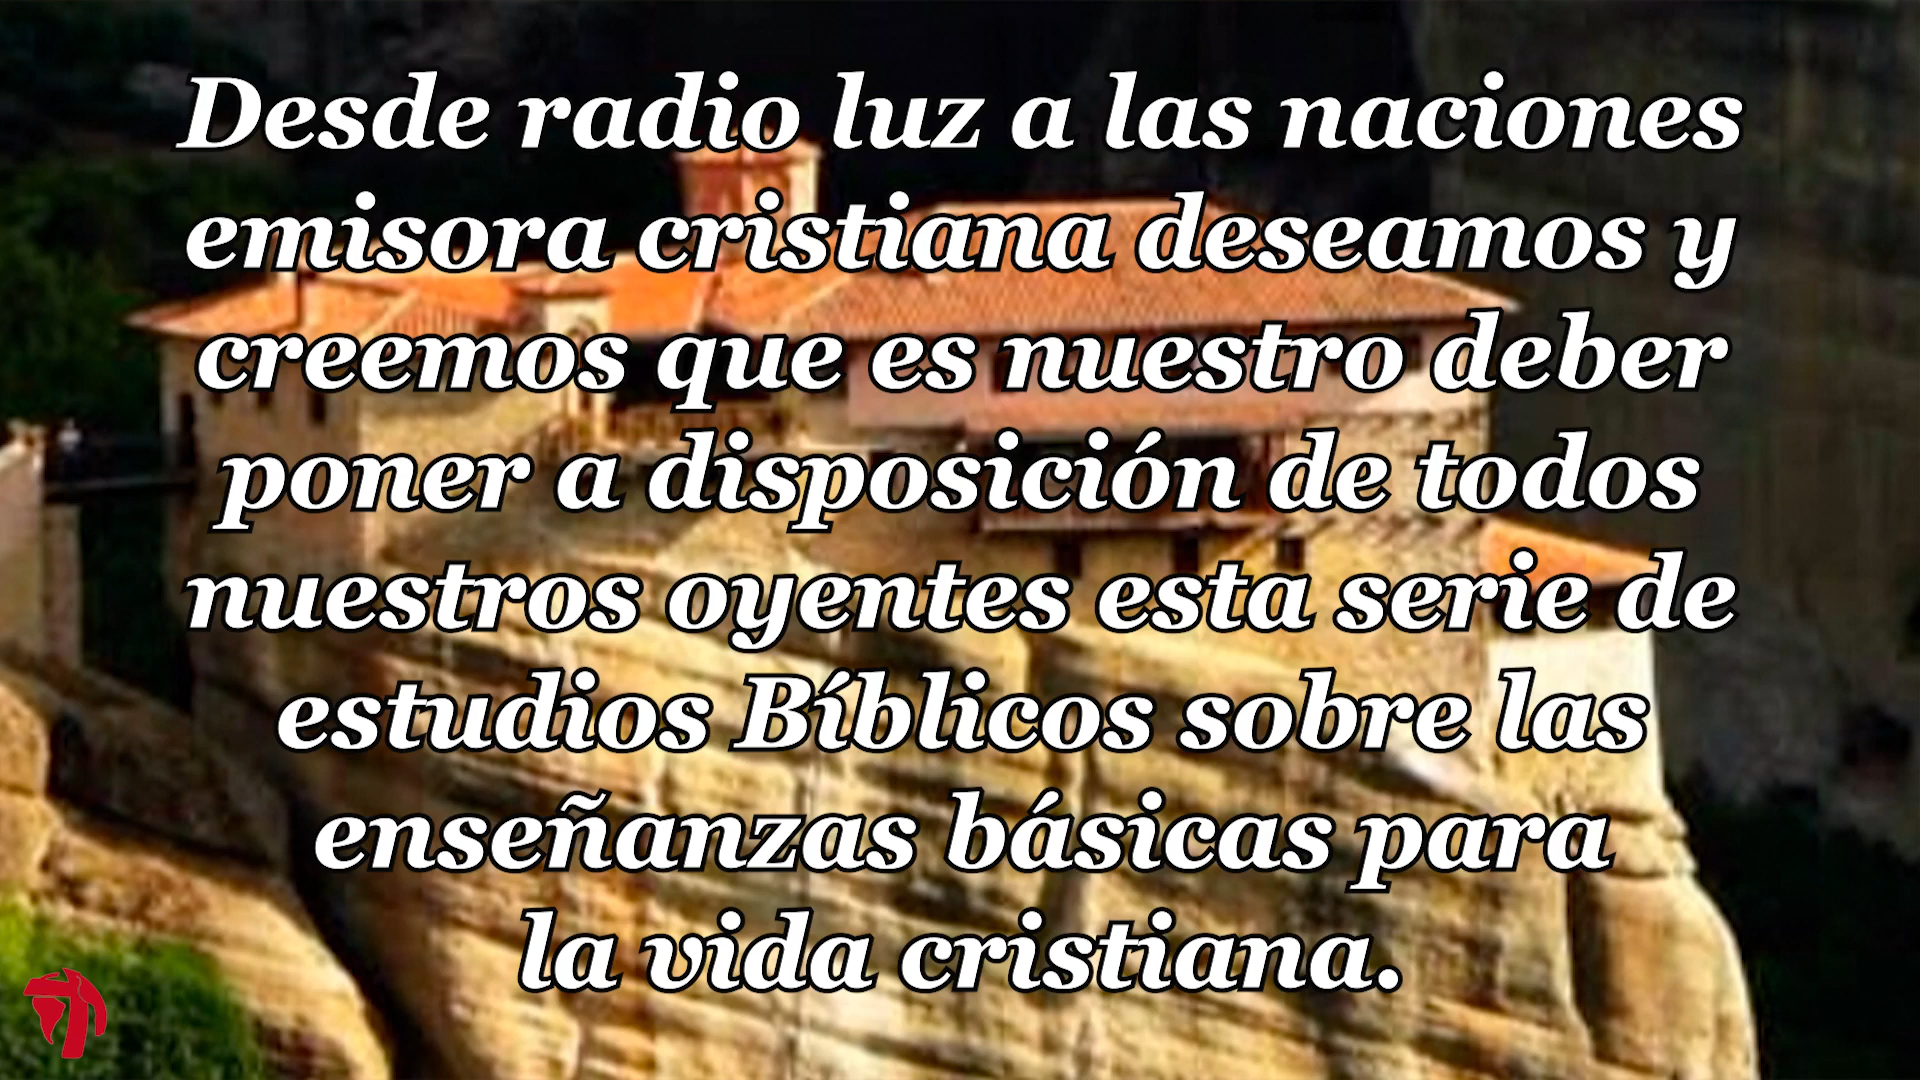 Desde radio luz a las naciones
emisora cristiana deseamos y
creemos que es nuestro deber
poner a disposición de todos
nuestros oyentes esta serie de
estudios Bíblicos sobre las
enseñanzas básicas para
la vida cristiana.